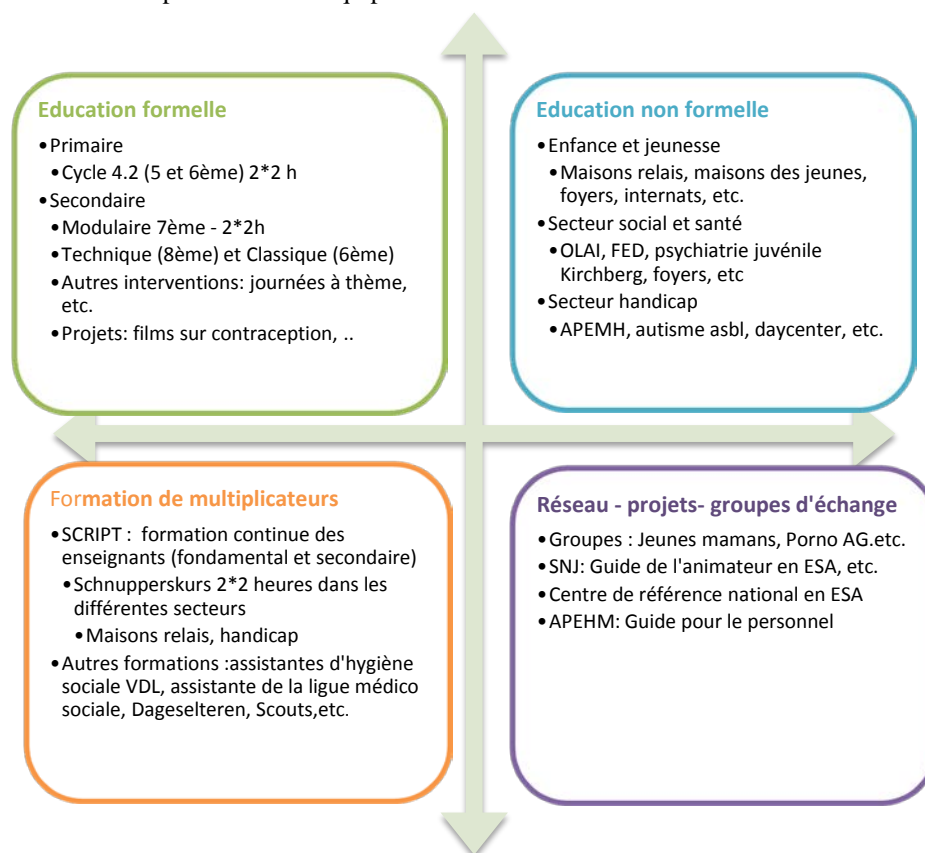 Education formelle
•Primaire
•Cycle 4.2 (5 et 6ème) 2*2 h
•Secondaire
•Modulaire 7ème - 2*2h
•Technique (8ème) et Classique (6ème)
•Autres interventions: journées à thème,
etc.
•Projets: films sur contraception, ..
Education non formelle
•Enfance et jeunesse
•Maisons relais, maisons des jeunes,
foyers, internats, etc.
•Secteur social et santé
•OLAI, FED, psychiatrie juvénile
Kirchberg, foyers, etc
•Secteur handicap
•APEMH, autisme asbl, daycenter, etc.
Formation de multiplicateurs
•SCRIPT : formation continue des
enseignants (fondamental et secondaire)
•Schnupperskurs 2*2 heures dans les
différentes secteurs
•Maisons relais, handicap
•Autres formations :assistantes d'hygiène
sociale VDL, assistante de la ligue médico
sociale, Dageselteren, Scouts,etc.
Réseau - projets- groupes d'échange
•Groupes : Jeunes mamans, Porno AG.etc.
•SNJ: Guide de l'animateur en ESA, etc.
•Centre de référence national en ESA
•APEHM: Guide pour le personnel